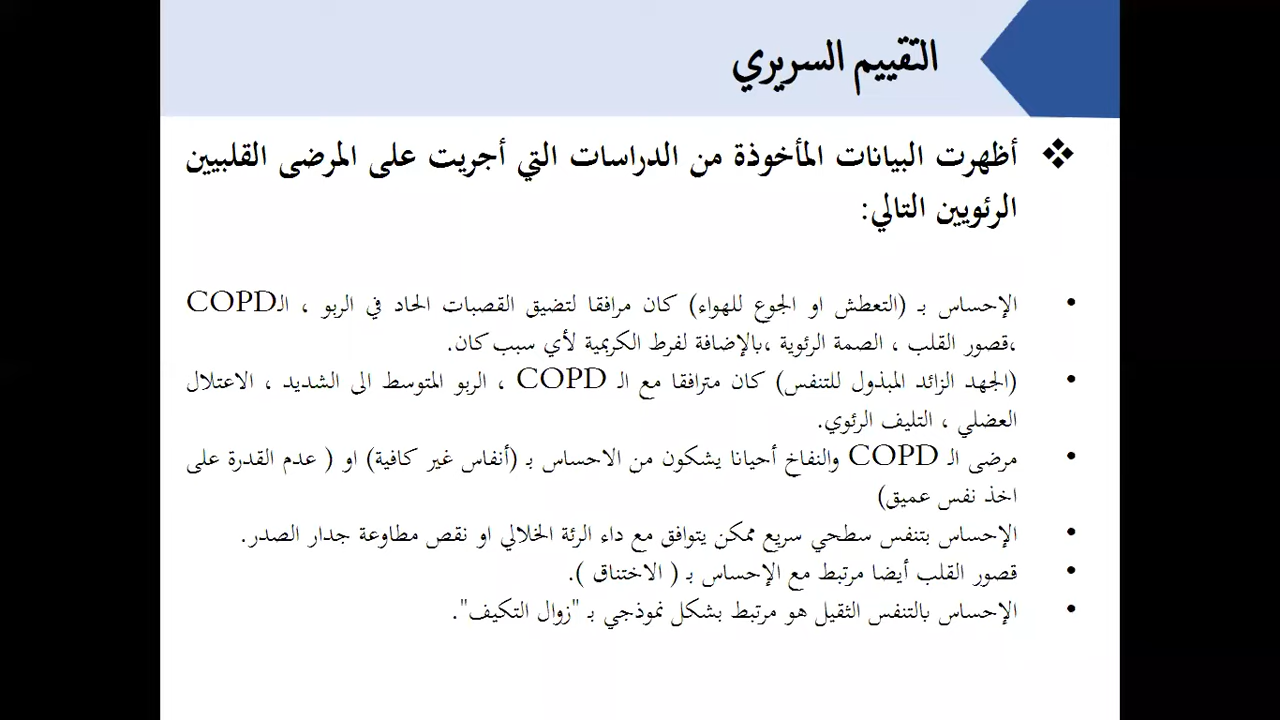 التقييم السريري
❖ أظهرت البيانات المأخوذة من الدراسات التي أجريت على المرضى القلبيين
الرئويين التالي:
• الإحساس بـ (التعطش او الجوع للهواء) كان مرافقا لتضيق القصبات الحاد في الربو ، الـCOPD
،قصور القلب ، الصمة الرئوية ،بالإضافة لفرط الكريمية لأي سبب كان.
• (الجهد الزائد المبذول للتنفس) كان مترافقا مع الـ COPD ، الربو المتوسط الى الشديد ، الاعتلال
العضلي ، التليف الرئوي.
• مرضى الـ COPD والنفاخ أحيانا يشكون من الاحساس بـ (أنفاس غير كافية) او ( عدم القدرة على
اخذ نفس عميق)
• الإحساس بتنفس سطحي سريع ممكن يتوافق مع داء الرئة الخلالي او نقص مطاوعة جدار الصدر.
• قصور القلب أيضا مرتبط مع الإحساس بـ ( الاختناق ).
• الإحساس بالتنفس الثقيل هو مرتبط بشكل نموذجي بـ "زوال التكيف".